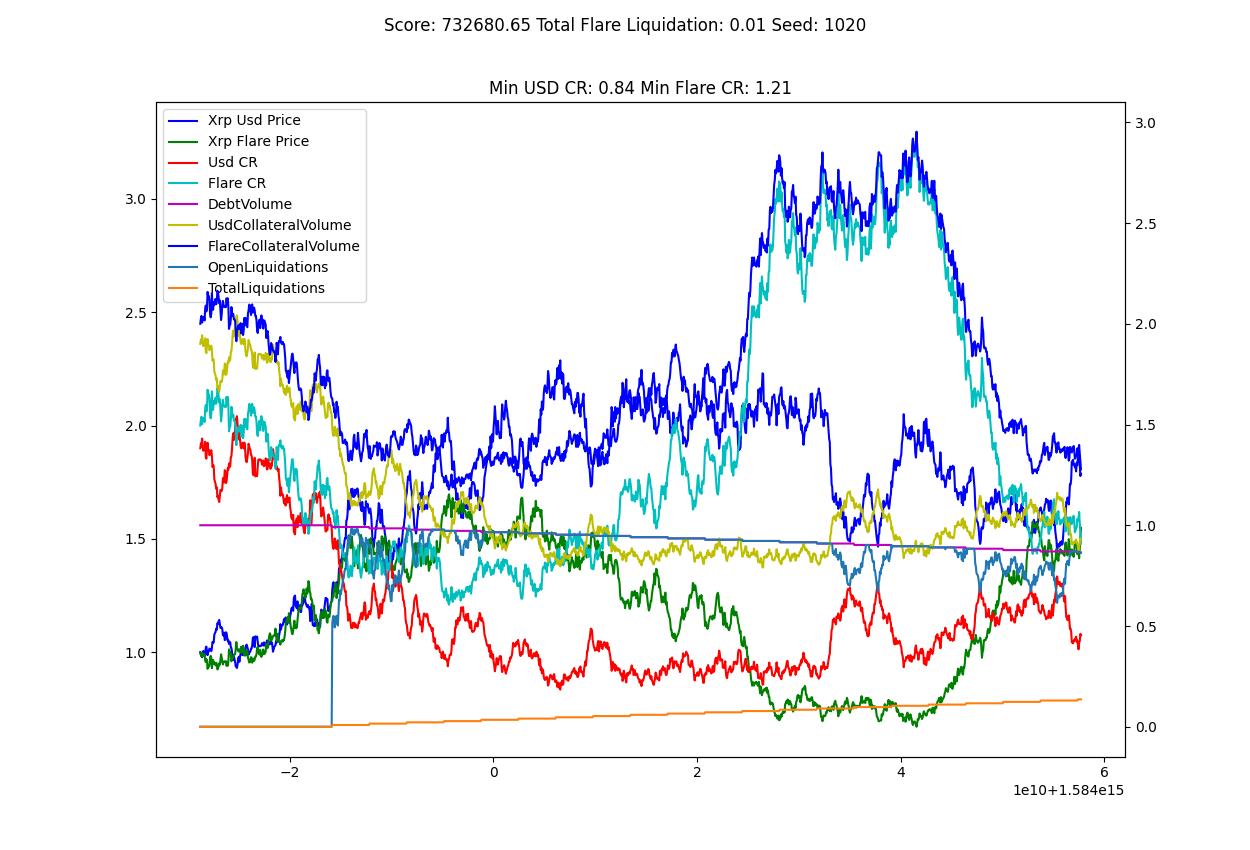 Score: 732680.65 Total Flare Liquidation: 0.01 Seed: 1020
Min USD CR: 0.84 Min Flare CR: 1.21
Xrp Usd Price
Xrp Flare Price
Usd CR
Flare CR
DebtVolume
UsdCollateralVolume
FlareCollateralVolume
OpenLiquidations
TotalLiquidations
3.0
2.5
2.0
1.5
1.0
3.0
2.5
2.0
1.5
1.0
0.5
0.0
−2 0 2 4 6
1e10+1.584e15